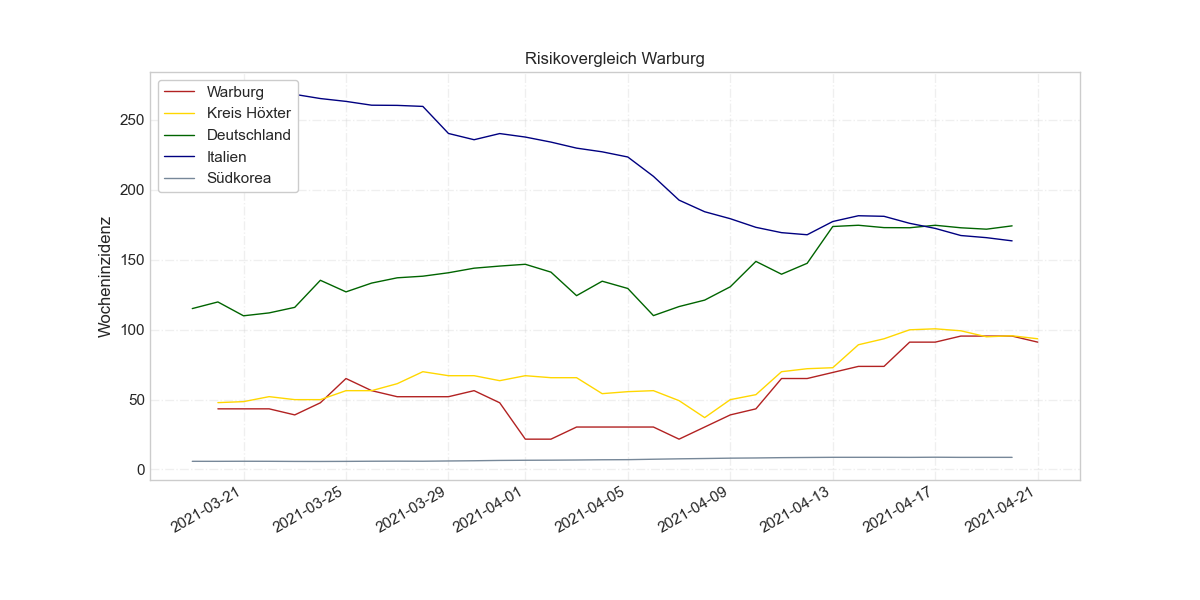 Risikovergleich Warburg
Warburg
Kreis Höxter
Deutschland
Italien
Südkorea
Wocheninzidenz
250
200
150
100
50
0
2021-03-21
2021-03-25
2021-03-29
2021-04-01
2021-04-05
2021-04-09
2021-04-13
2021-04-17
2021-04-21